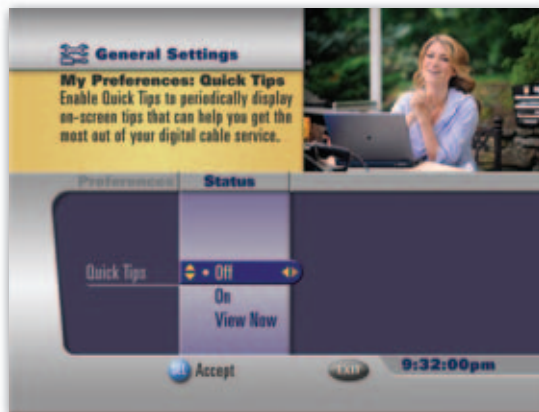 General Settings
My Preferences: Quick Tips
Enable Quick Tips to periodically display
on-screen tips that can help you get the
most out of your digital cable service.
Preferences Status
Quick Tips • Off
On
View Now
SEL Accept EXIT 9:32:00pm